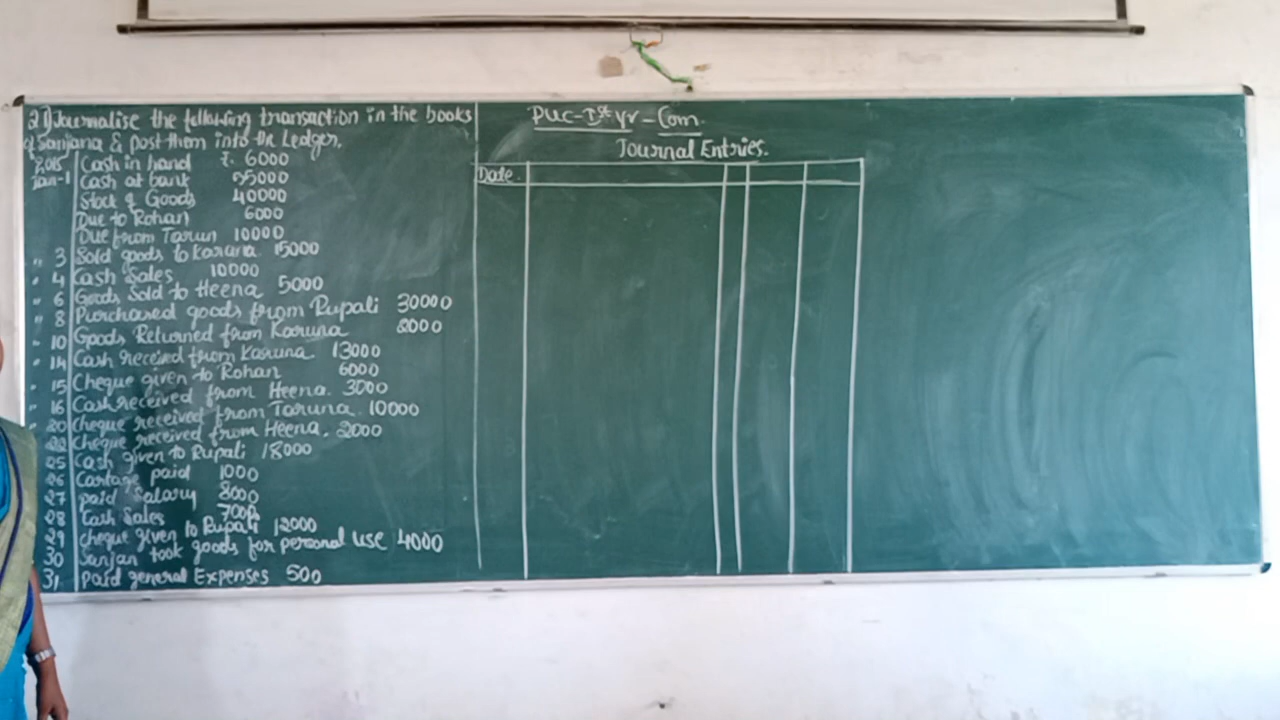 21) Journalise the following transaction in the books
of Sanjana & post them into the Ledger.
2015 Cash in hand ₹. 6000
Jan-1 Cash at bank 55000
Stock of Goods 40000
Due to Rohan 6000
Due from Tarun 10000
" 3 Sold goods to Karuna 15000
" 4 Cash Sales 10000
" 6 Goods Sold to Heena 5000
" 8 Purchased goods from Rupali 30000
" 10 Goods Returned from Karuna 2000
" 14 Cash received from Karuna. 13000
" 15 Cheque given to Rohan 6000
" 16 Cash received from Heena. 3000
" 20 Cheque received from Taruna. 10000
22 Cheque received from Heena. 2000
25 Cash given to Rupali 18000
26 Cartage paid 1000
27 paid Salary 8000
28 Cash Sales 7000
29 cheque given to Rupali 12000
30 Sanjan took goods for personal use 4000
31 Paid general Expenses 500
PUC-Ist yr-Com.
Journal Entries.
Date.